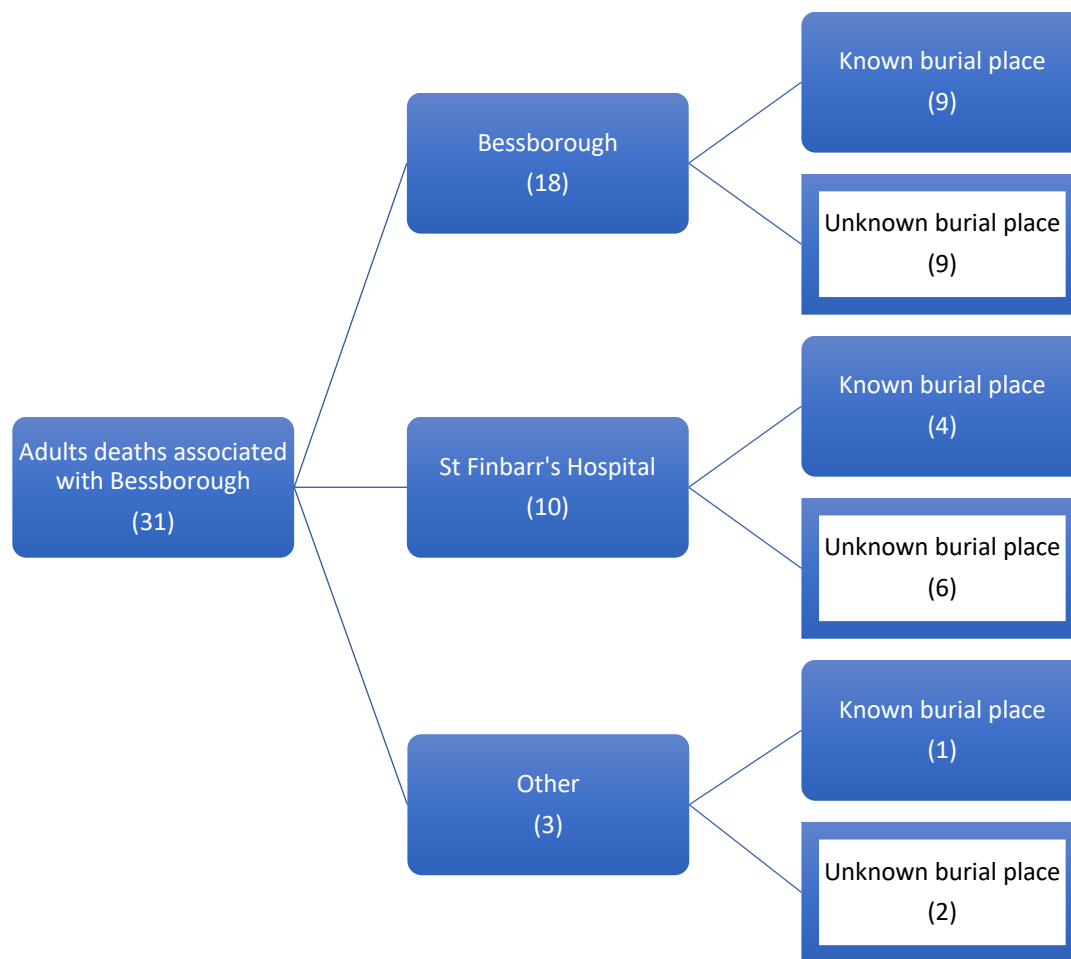 Adults deaths associated
with Bessborough
(31)
Bessborough
(18)
Known burial place
(9)
Unknown burial place
(9)
St Finbarr's Hospital
(10)
Known burial place
(4)
Unknown burial place
(6)
Other
(3)
Known burial place
(1)
Unknown burial place
(2)